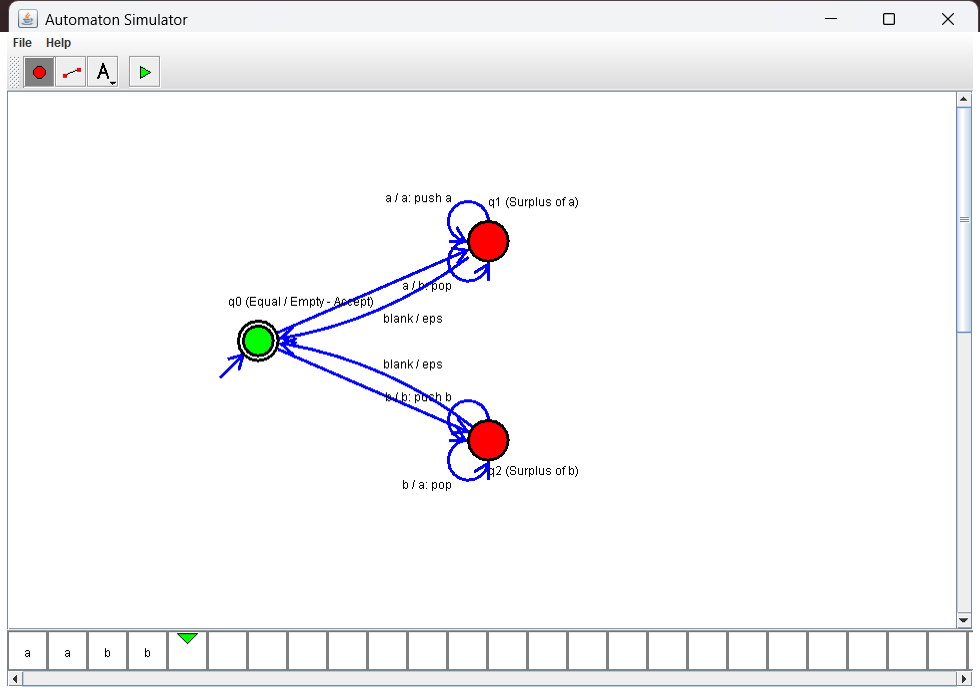 Automaton Simulator
File Help
A
a / a: push a
q1 (Surplus of a)
a / b: pop
q0 (Equal / Empty - Accept)
blank / eps
blank / eps
b / b: push b
q2 (Surplus of b)
b / a: pop
a a b b